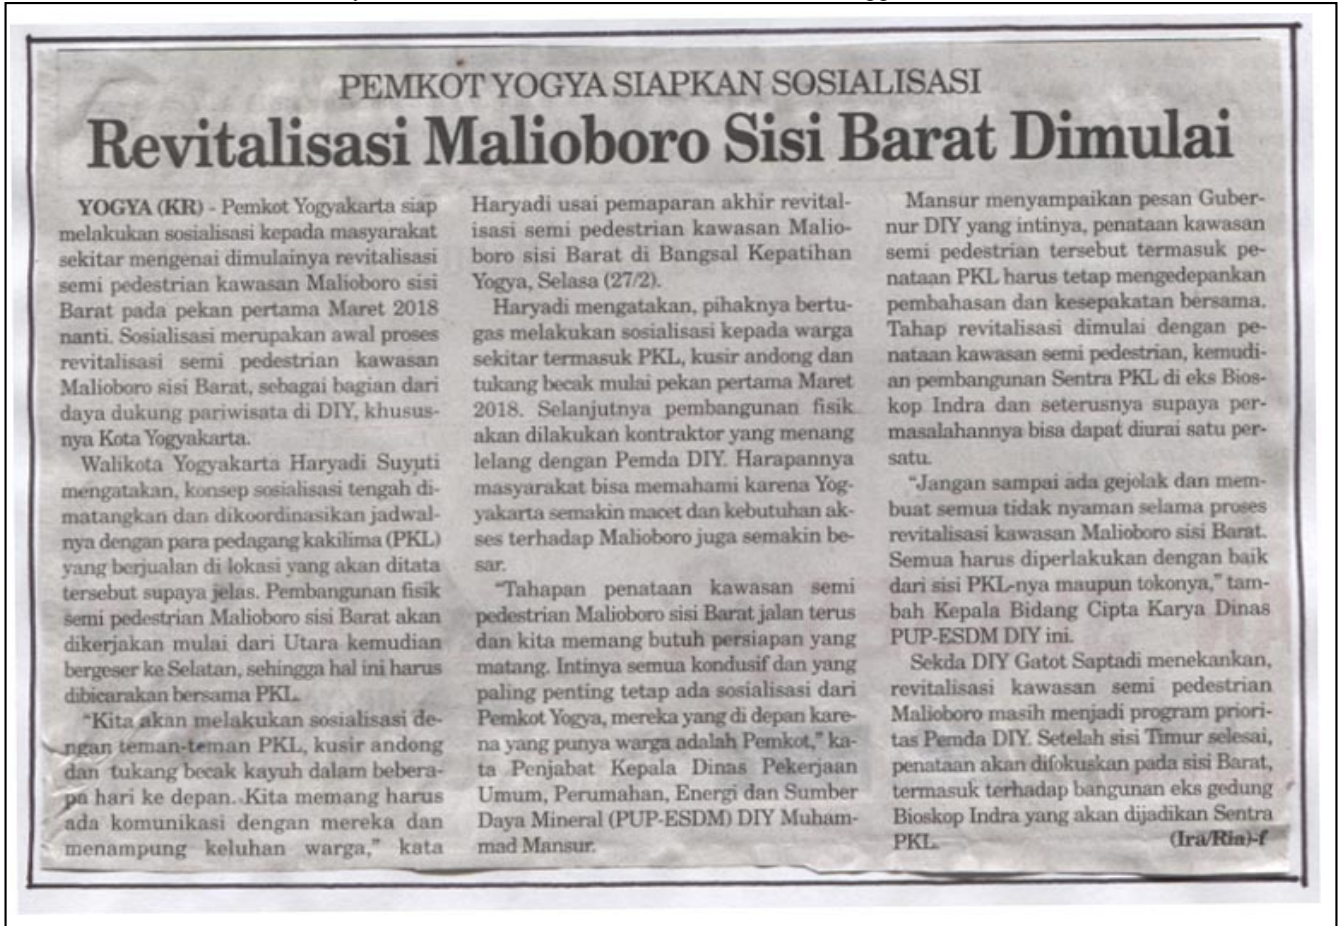 PEMKOT YOGYA SIAPKAN SOSIALISASI
Revitalisasi Malioboro Sisi Barat Dimulai
YOGYA (KR) - Pemkot Yogyakarta siap
melakukan sosialisasi kepada masyarakat
sekitar mengenai dimulainya revitalisasi
semi pedestrian kawasan Malioboro sisi
Barat pada pekan pertama Maret 2018
nanti. Sosialisasi merupakan awal proses
revitalisasi semi pedestrian kawasan
Malioboro sisi Barat, sebagai bagian dari
daya dukung pariwisata di DIY, khusus-
nya Kota Yogyakarta.
Walikota Yogyakarta Haryadi Suyuti
mengatakan, konsep sosialisasi tengah di-
matangkan dan dikoordinasikan jadwal-
nya dengan para pedagang kakilima (PKL)
yang berjualan di lokasi yang akan ditata
tersebut supaya jelas. Pembangunan fisik
semi pedestrian Malioboro sisi Barat akan
dikerjakan mulai dari Utara kemudian
bergeser ke Selatan, sehingga hal ini harus
dibicarakan bersama PKL.
"Kita akan melakukan sosialisasi de-
ngan teman-teman PKL, kusir andong
dan tukang becak kayuh dalam bebera-
pa hari ke depan. Kita memang harus
ada komunikasi dengan mereka dan
menampung keluhan warga," kata
Haryadi usai pemaparan akhir revital-
isasi semi pedestrian kawasan Malio-
boro sisi Barat di Bangsal Kepatihan
Yogya, Selasa (27/2).
Haryadi mengatakan, pihaknya bertu-
gas melakukan sosialisasi kepada warga
sekitar termasuk PKL, kusir andong dan
tukang becak mulai pekan pertama Maret
2018. Selanjutnya pembangunan fisik
akan dilakukan kontraktor yang menang
lelang dengan Pemda DIY. Harapannya
masyarakat bisa memahami karena Yog-
yakarta semakin macet dan kebutuhan ak-
ses terhadap Malioboro juga semakin be-
sar.
"Tahapan penataan kawasan semi
pedestrian Malioboro sisi Barat jalan terus
dan kita memang butuh persiapan yang
matang. Intinya semua kondusif dan yang
paling penting tetap ada sosialisasi dari
Pemkot Yogya, mereka yang di depan kare-
na yang punya warga adalah Pemkot," ka-
ta Penjabat Kepala Dinas Pekerjaan
Umum, Perumahan, Energi dan Sumber
Daya Mineral (PUP-ESDM) DIY Muham-
mad Mansur.
Mansur menyampaikan pesan Guber-
nur DIY yang intinya, penataan kawasan
semi pedestrian tersebut termasuk pe-
nataan PKL harus tetap mengedepankan
pembahasan dan kesepakatan bersama.
Tahap revitalisasi dimulai dengan pe-
nataan kawasan semi pedestrian, kemudi-
an pembangunan Sentra PKL di eks Bios-
kop Indra dan seterusnya supaya per-
masalahannya bisa dapat diurai satu per-
satu.
"Jangan sampai ada gejolak dan mem-
buat semua tidak nyaman selama proses
revitalisasi kawasan Malioboro sisi Barat.
Semua harus diperlakukan dengan baik
dari sisi PKL-nya maupun tokonya," tam-
bah Kepala Bidang Cipta Karya Dinas
PUP-ESDM DIY ini.
Sekda DIY Gatot Saptadi menekankan,
revitalisasi kawasan semi pedestrian
Malioboro masih menjadi program priori-
tas Pemda DIY. Setelah sisi Timur selesai,
penataan akan difokuskan pada sisi Barat,
termasuk terhadap bangunan eks gedung
Bioskop Indra yang akan dijadikan Sentra
PKL. (Ira/Ria)-f